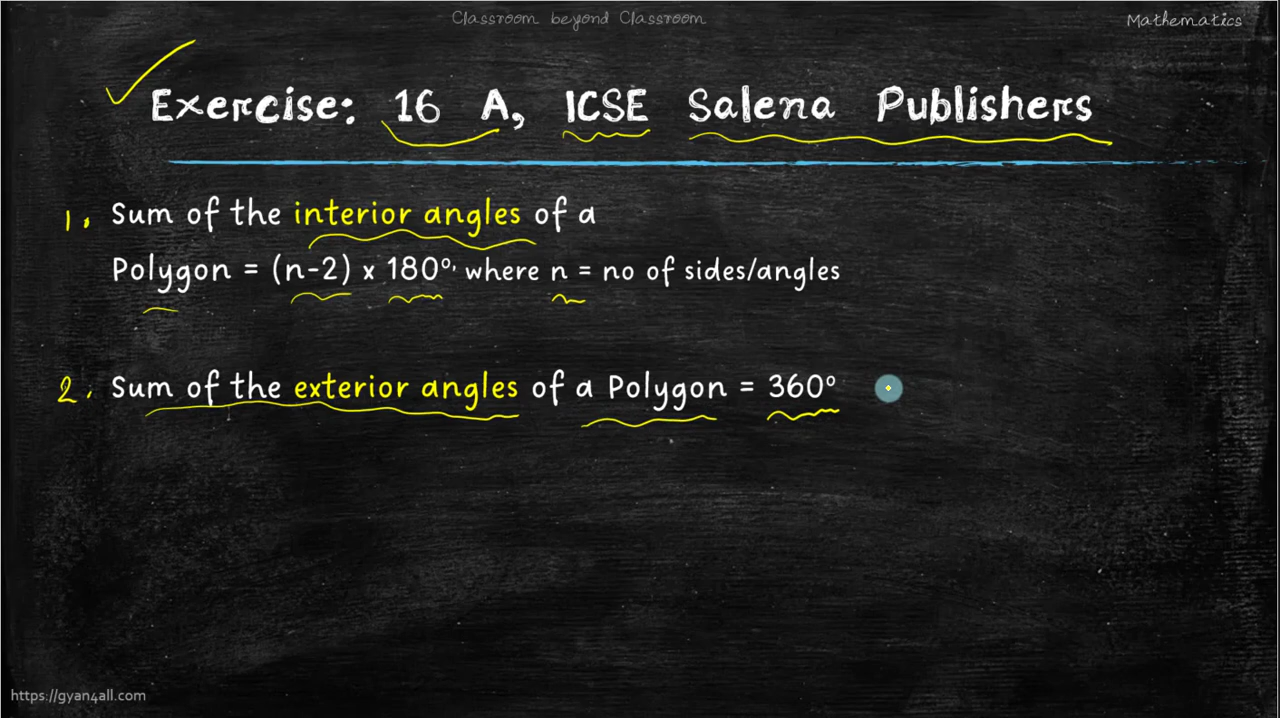 Classroom beyond Classroom
Mathematics
Exercise: 16 A, ICSE Salena Publishers
1. Sum of the interior angles of a
Polygon = (n-2) x 180°, where n = no of sides/angles
2. Sum of the exterior angles of a Polygon = 360°
https://gyan4all.com